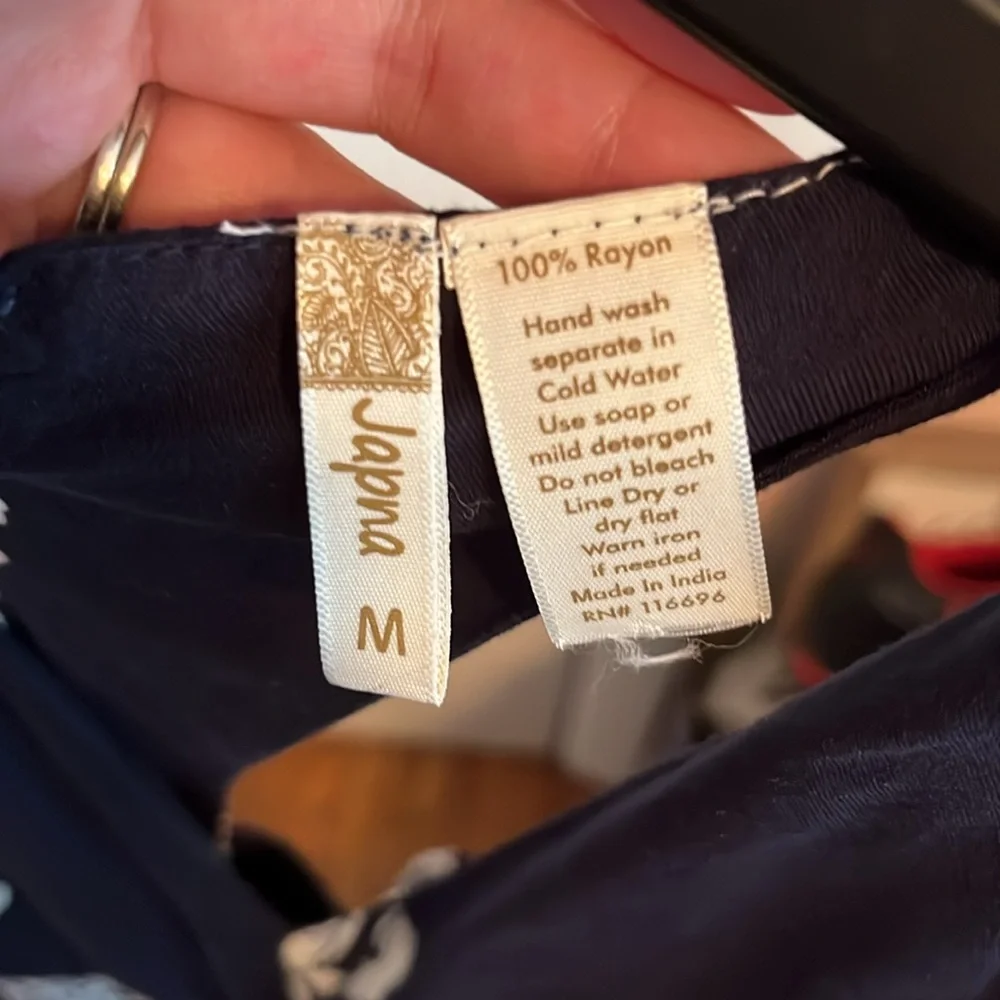 Japna
M
100% Rayon
Hand wash
separate in
Cold Water
Use soap or
mild detergent
Do not bleach
Line Dry or
dry flat
Warn iron
if needed
Made In India
RN# 116696